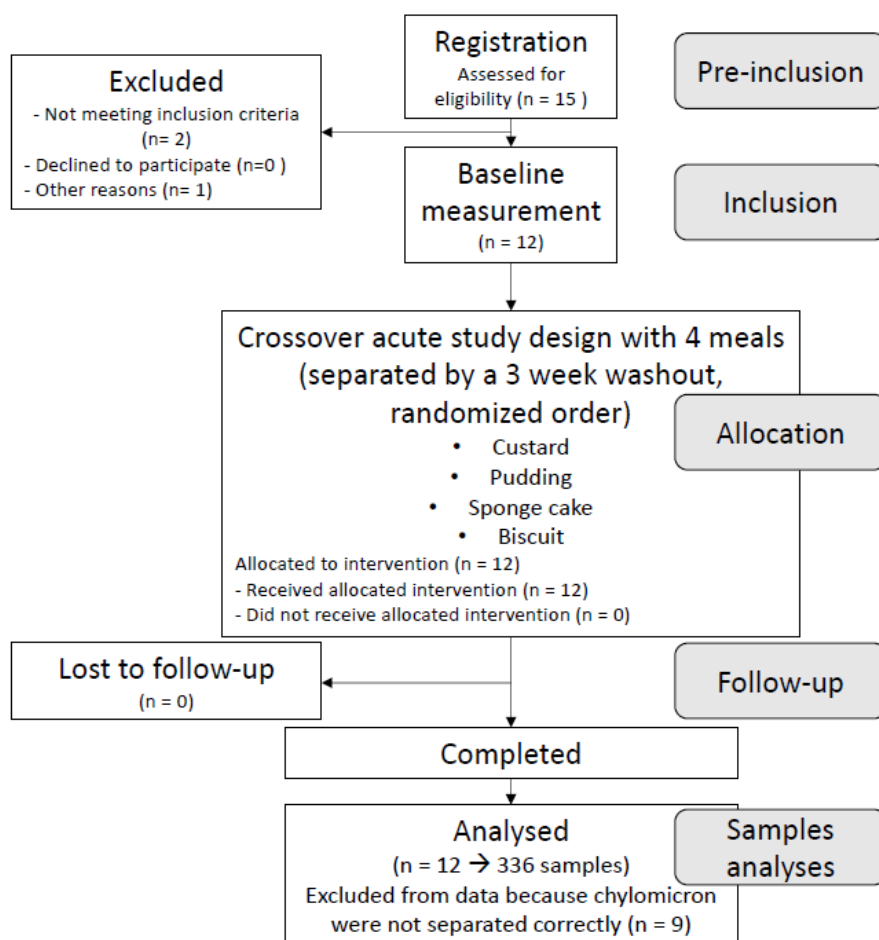 Registration
Assessed for
eligibility (n = 15 )
Pre-inclusion
Excluded
- Not meeting inclusion criteria
(n= 2)
- Declined to participate (n=0 )
- Other reasons (n= 1)
Baseline
measurement
(n = 12)
Inclusion
Crossover acute study design with 4 meals
(separated by a 3 week washout,
randomized order)
• Custard
• Pudding
• Sponge cake
• Biscuit
Allocated to intervention (n = 12)
- Received allocated intervention (n = 12)
- Did not receive allocated intervention (n = 0)
Allocation
Lost to follow-up
(n = 0)
Follow-up
Completed
Analysed
(n = 12 → 336 samples)
Excluded from data because chylomicron
were not separated correctly (n = 9)
Samples
analyses